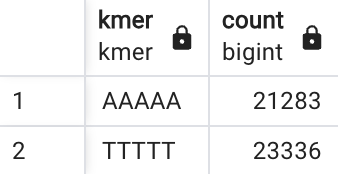 kmer count
kmer bigint
1 AAAAA 21283
2 TTTTT 23336